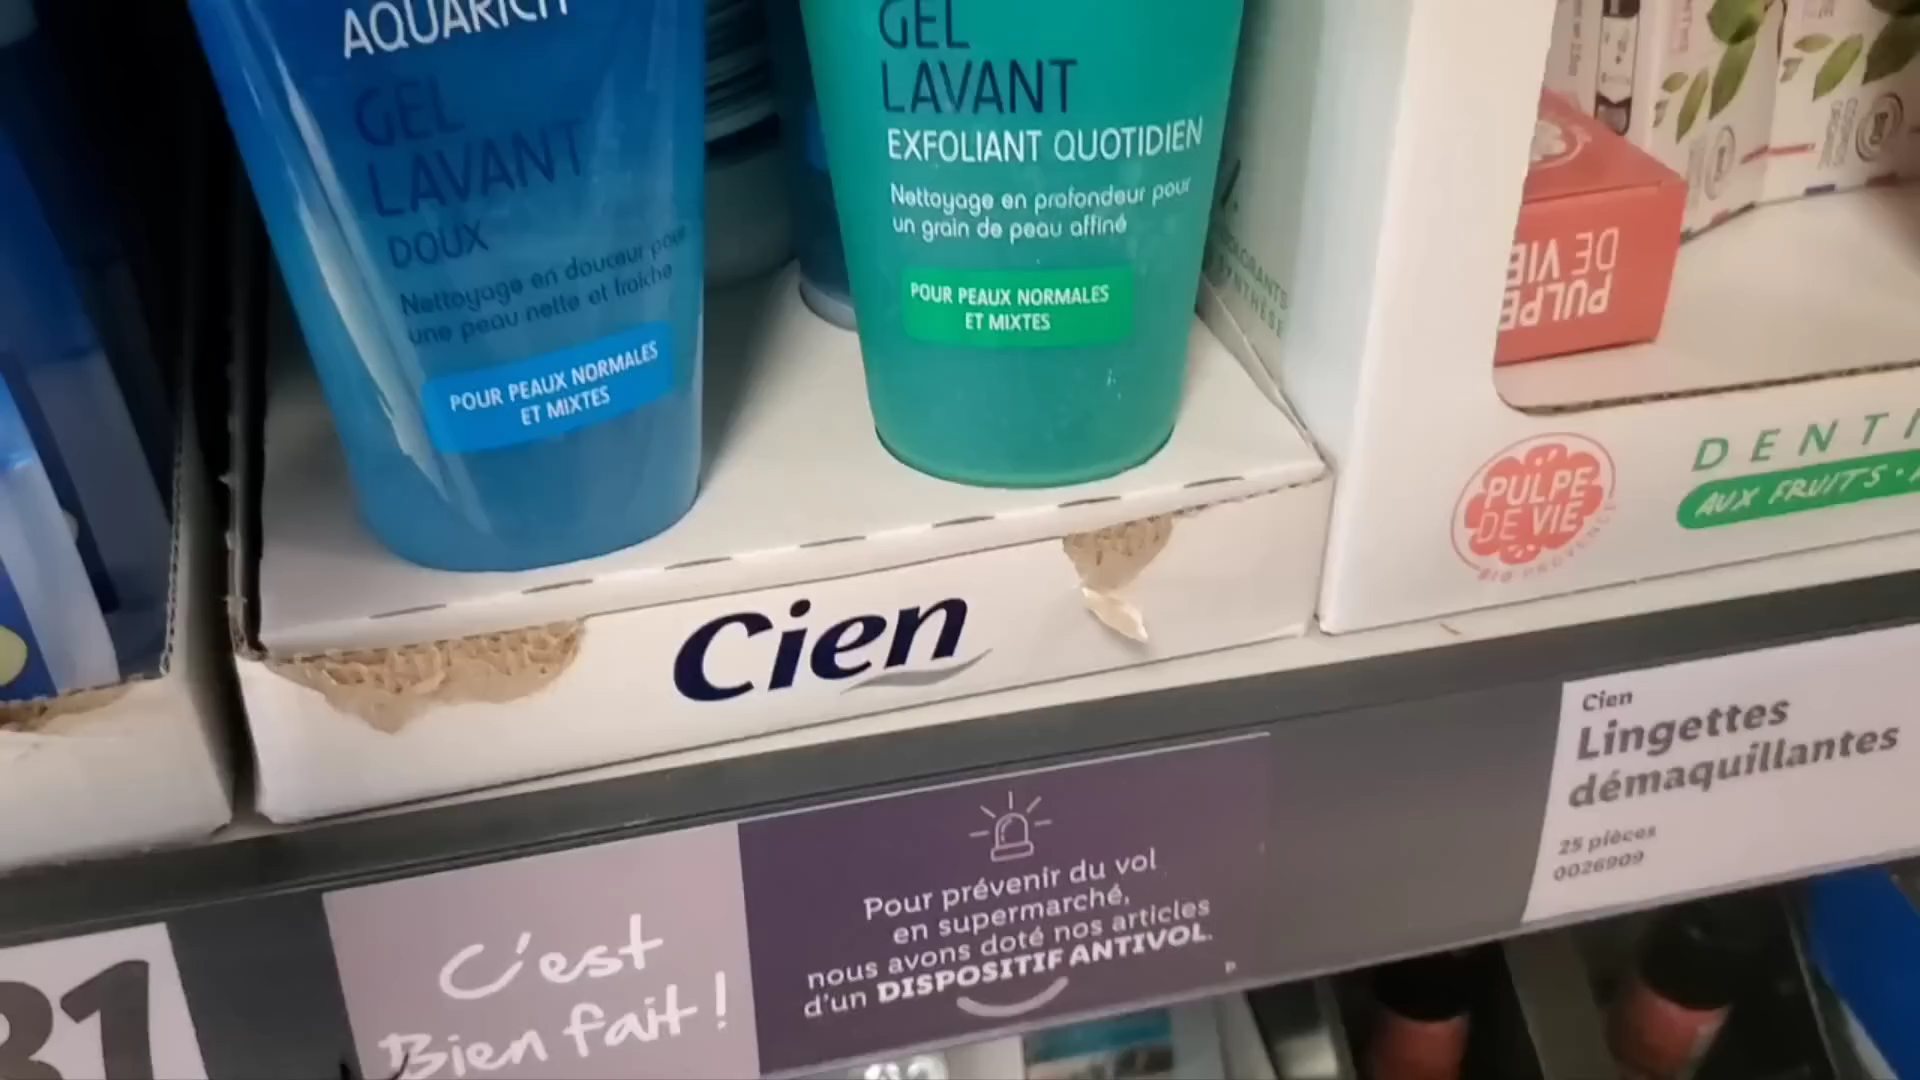 AQUARICH
GEL
LAVANT
DOUX
Nettoyage en douceur pour
une peau nette et fraîche
POUR PEAUX NORMALES
ET MIXTES
GEL
LAVANT
EXFOLIANT QUOTIDIEN
Nettoyage en profondeur pour
un grain de peau affiné
POUR PEAUX NORMALES
ET MIXTES
PULPE
DE VIE
PULPE
DE VIE
DENTI
AUX FRUITS
Cien
Cien
Lingettes
démaquillantes
25 pièces
0026909
C'est
Bien fait !
Pour prévenir du vol
en supermarché,
nous avons doté nos articles
d'un DISPOSITIF ANTIVOL.
31